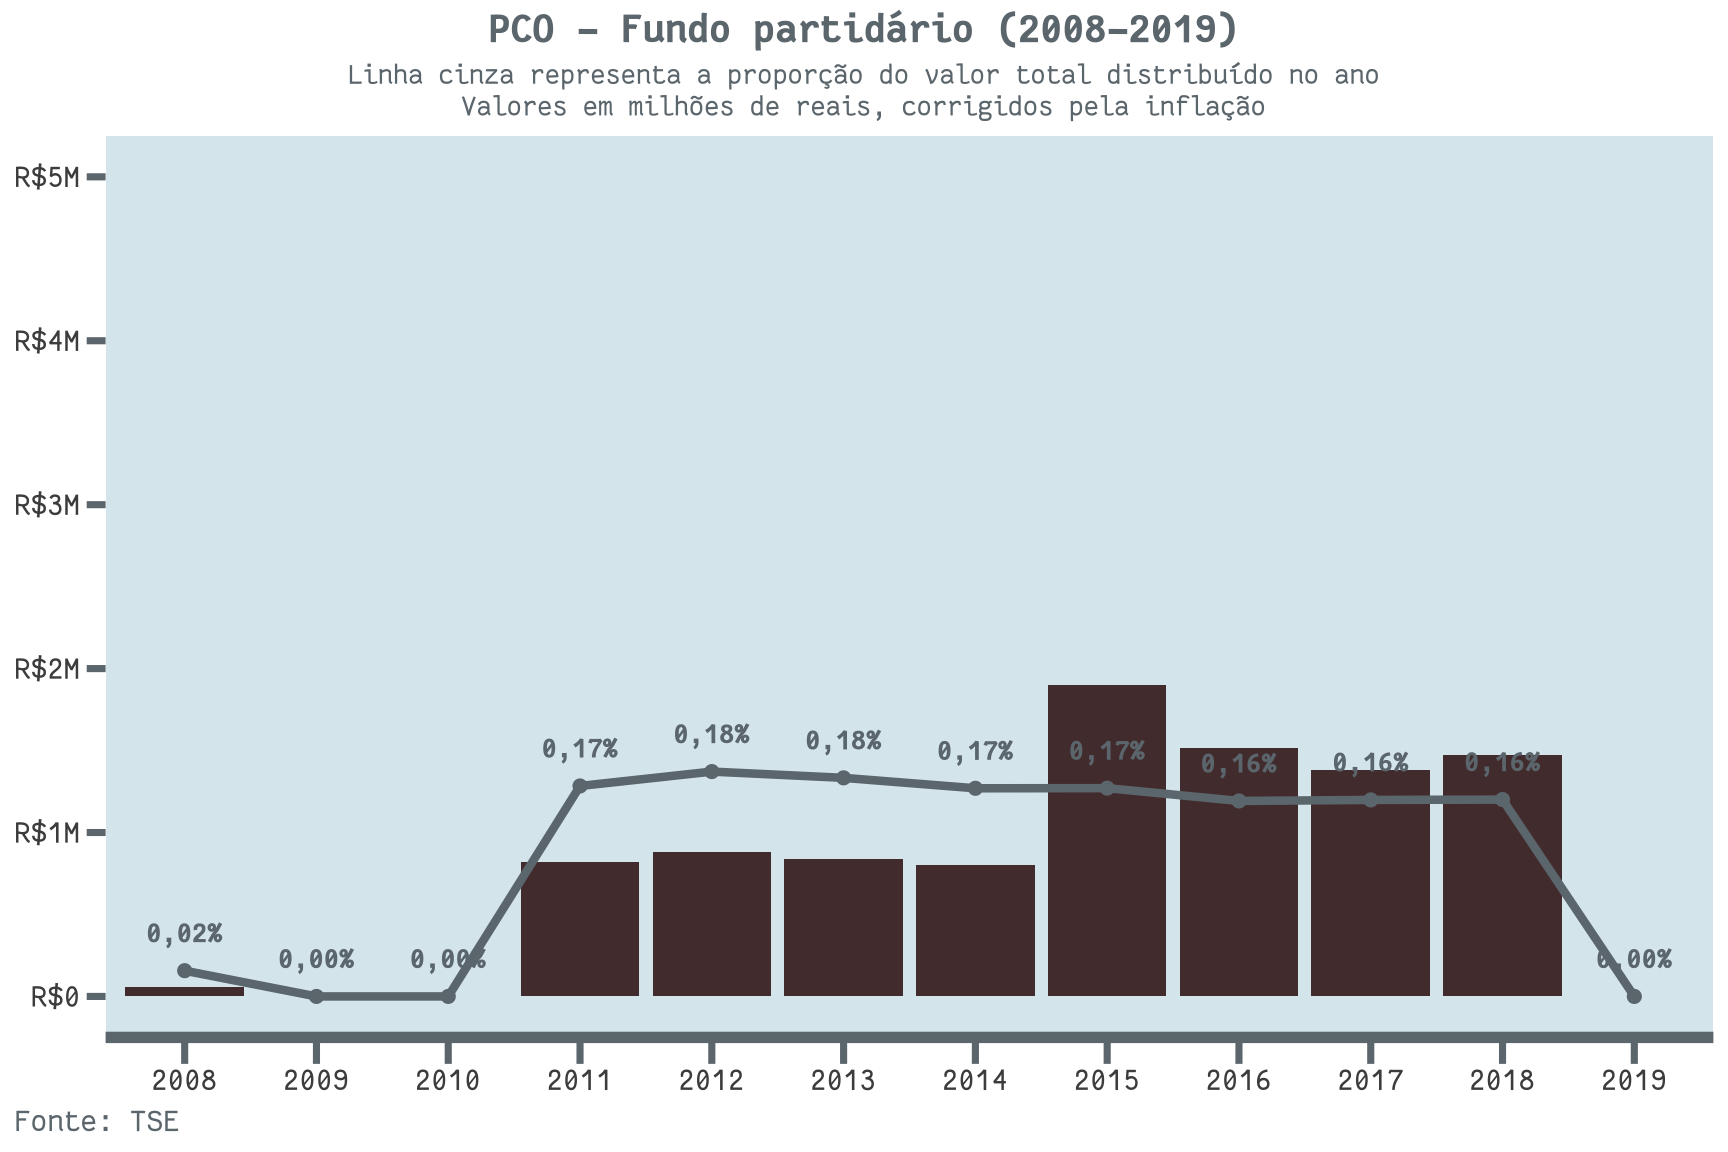 PCO – Fundo partidário (2008–2019)
Linha cinza representa a proporção do valor total distribuído no ano
Valores em milhões de reais, corrigidos pela inflação
R$5M
R$4M
R$3M
R$2M
R$1M
R$0
0,02%
0,00%
0,00%
0,17%
0,18%
0,18%
0,17%
0,17%
0,16%
0,16%
0,16%
0,00%
2008 2009 2010 2011 2012 2013 2014 2015 2016 2017 2018 2019
Fonte: TSE